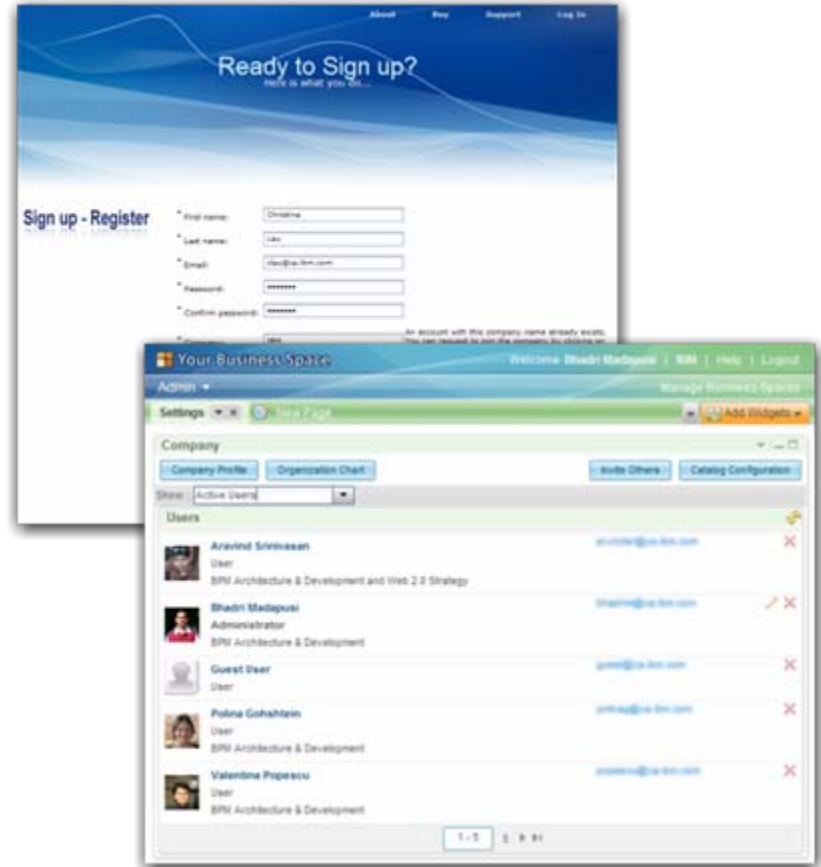 About Buy Support Log In
Ready to Sign up?
Here is what you do...
Sign up - Register
* First name: Christina
* Last name: Lau
* Email:
* Password: *******
* Confirm password: *******
An account with this company name already exists.
You can request to join the company by clicking on
Your Business Space
Welcome Bhadri Madapusi | IBM | Help | Logout
Admin
Manage Business Spaces
Settings New Page Add Widgets
Company
Company Profile Organization Chart Invite Others Catalog Configuration
Show : Active Users
Users
Aravind Srinivasan
User
BPM Architecture & Development and Web 2.0 Strategy
Bhadri Madapusi
Administrator
BPM Architecture & Development
Guest User
User
Polina Gohshtein
User
BPM Architecture & Development
Valentina Popescu
User
BPM Architecture & Development
1 - 5